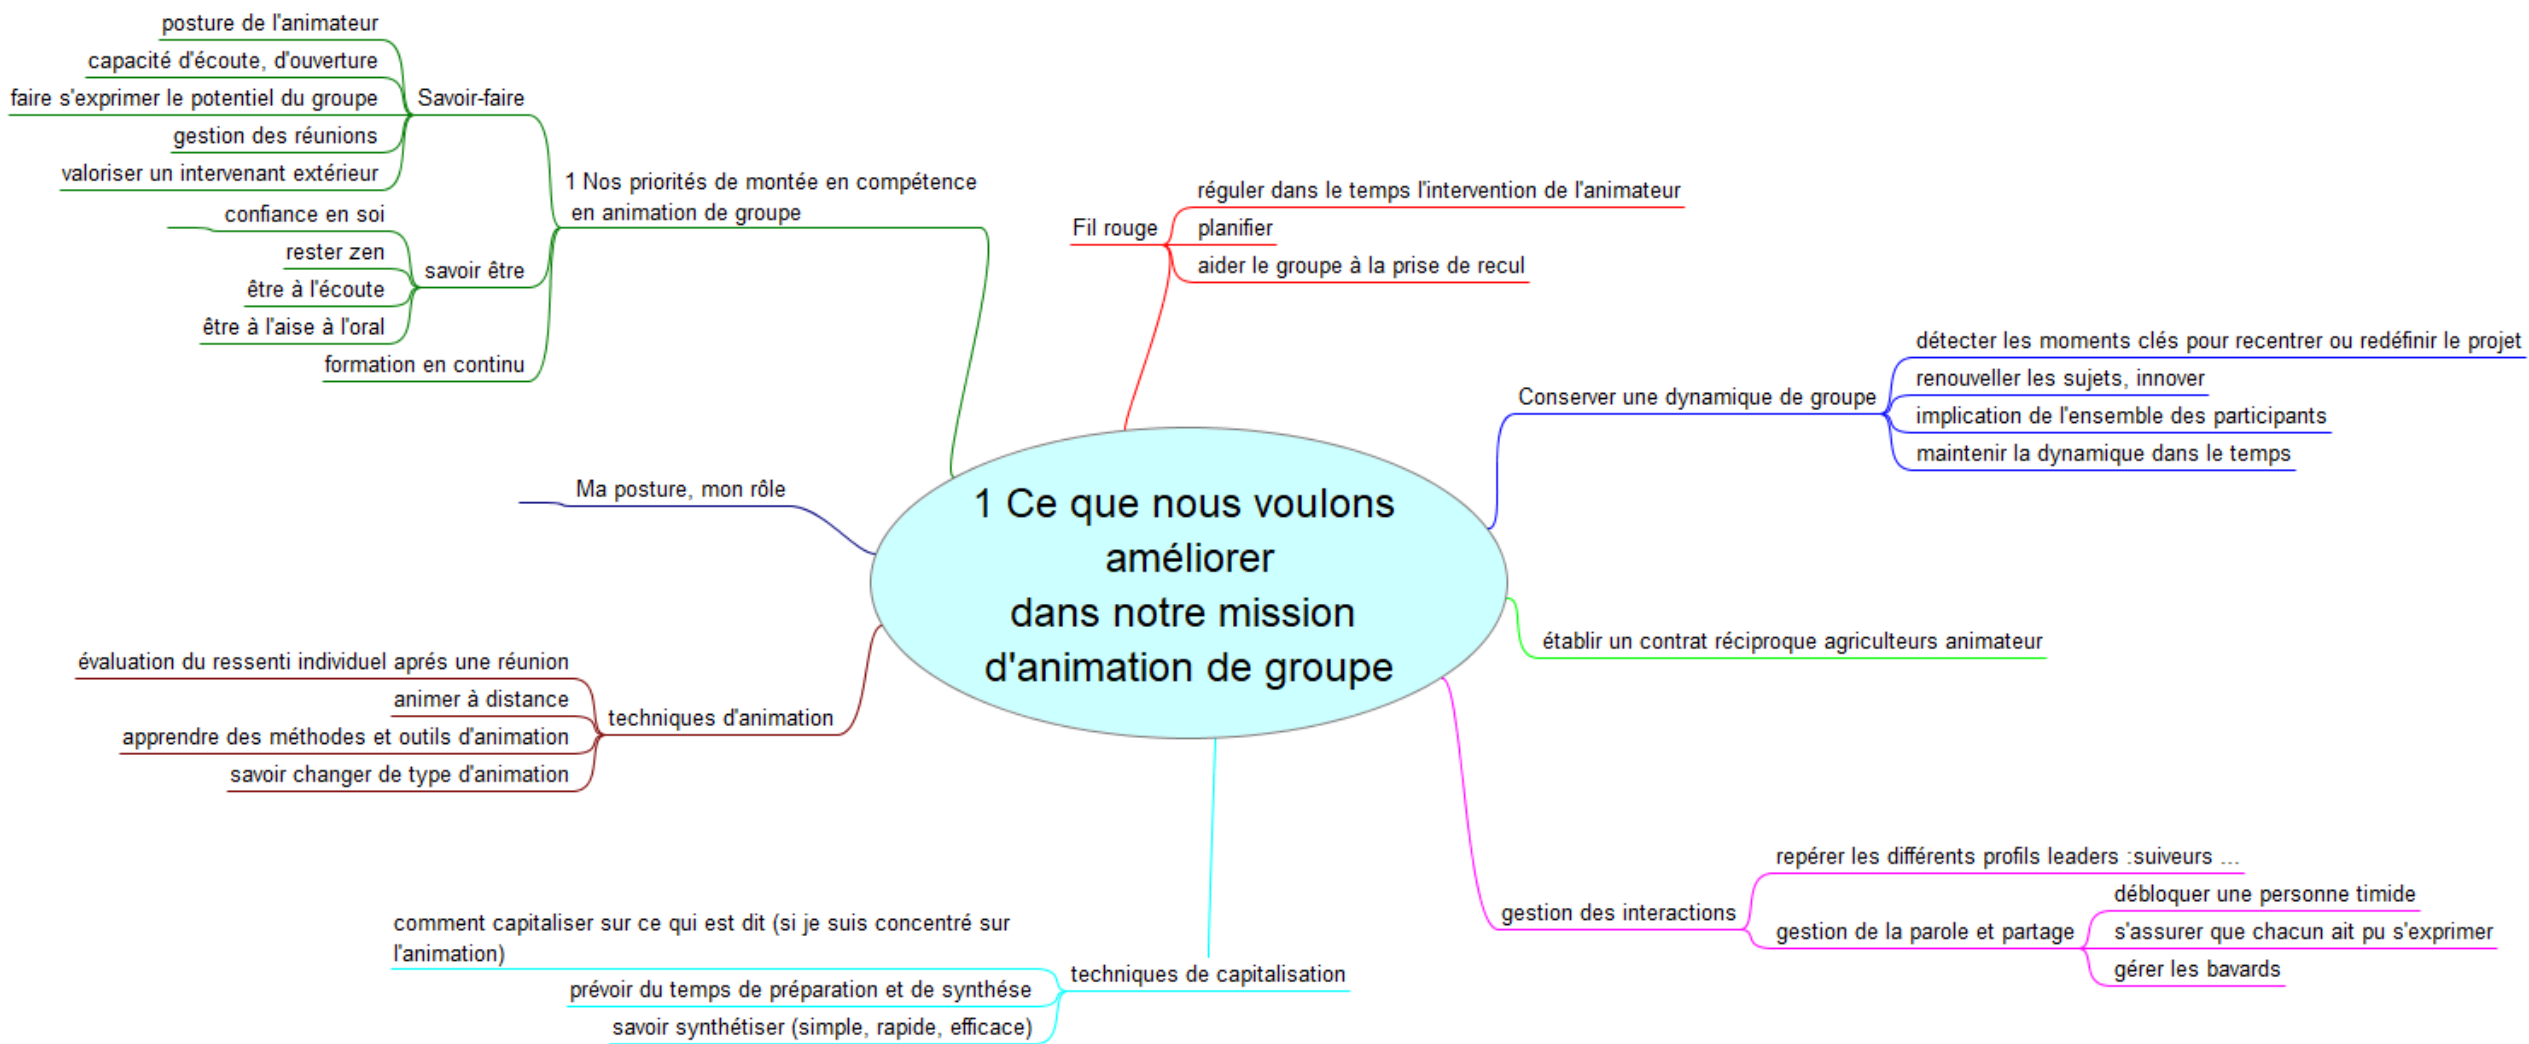 1 Ce que nous voulons
améliorer
dans notre mission
d'animation de groupe
1 Nos priorités de montée en compétence
en animation de groupe
Savoir-faire
posture de l'animateur
capacité d'écoute, d'ouverture
faire s'exprimer le potentiel du groupe
gestion des réunions
valoriser un intervenant extérieur
savoir être
confiance en soi
rester zen
être à l'écoute
être à l'aise à l'oral
formation en continu
Ma posture, mon rôle
techniques d'animation
évaluation du ressenti individuel aprés une réunion
animer à distance
apprendre des méthodes et outils d'animation
savoir changer de type d'animation
techniques de capitalisation
comment capitaliser sur ce qui est dit (si je suis concentré sur
l'animation)
prévoir du temps de préparation et de synthése
savoir synthétiser (simple, rapide, efficace)
Fil rouge
réguler dans le temps l'intervention de l'animateur
planifier
aider le groupe à la prise de recul
Conserver une dynamique de groupe
détecter les moments clés pour recentrer ou redéfinir le projet
renouveller les sujets, innover
implication de l'ensemble des participants
maintenir la dynamique dans le temps
établir un contrat réciproque agriculteurs animateur
gestion des interactions
repérer les différents profils leaders :suiveurs ...
gestion de la parole et partage
débloquer une personne timide
s'assurer que chacun ait pu s'exprimer
gérer les bavards